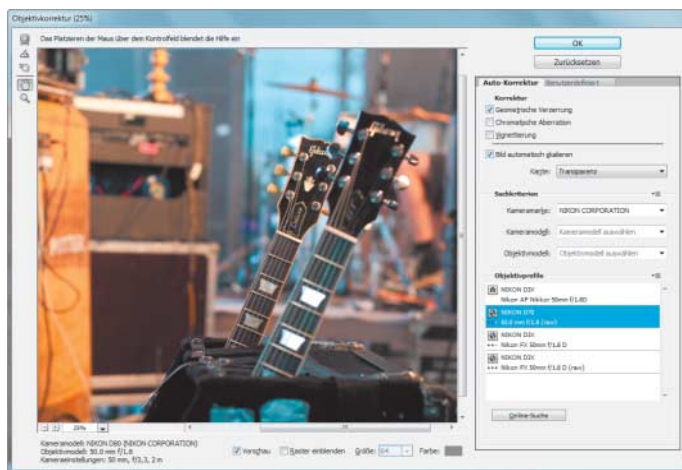 Objektivkorrektur (25%)
Das Platzieren der Maus über dem Kontrollfeld blendet die Hilfe ein
OK
Zurücksetzen
Auto-Korrektur Benutzerdefiniert
Korrektur
Geometrische Verzerrung
Chromatische Aberration
Vignettierung
Bild automatisch skalieren
Kante: Transparenz
Suchkriterien
Kameramarke: NIKON CORPORATION
Kameramodell: Kameramodell auswählen
Objektivmodell: Objektivmodell auswählen
Objektivprofile
NIKON D3X
Nikon AF Nikkor 50mm f/1.8D
NIKON D70
50.0 mm f/1.8 (raw)
NIKON D3X
Nikon FX 50mm f/1.8 D
NIKON D3X
Nikon FX 50mm f/1.8 D (raw)
Online-Suche
Gibson
Gibson
25%
Kameramodell: NIKON D80 (NIKON CORPORATION)
Objektivmodell: 50.0 mm f/1.8
Kameraeinstellungen: 50 mm, f/3,3, 2 m
Vorschau Raster einblenden Größe: 64 Farbe: